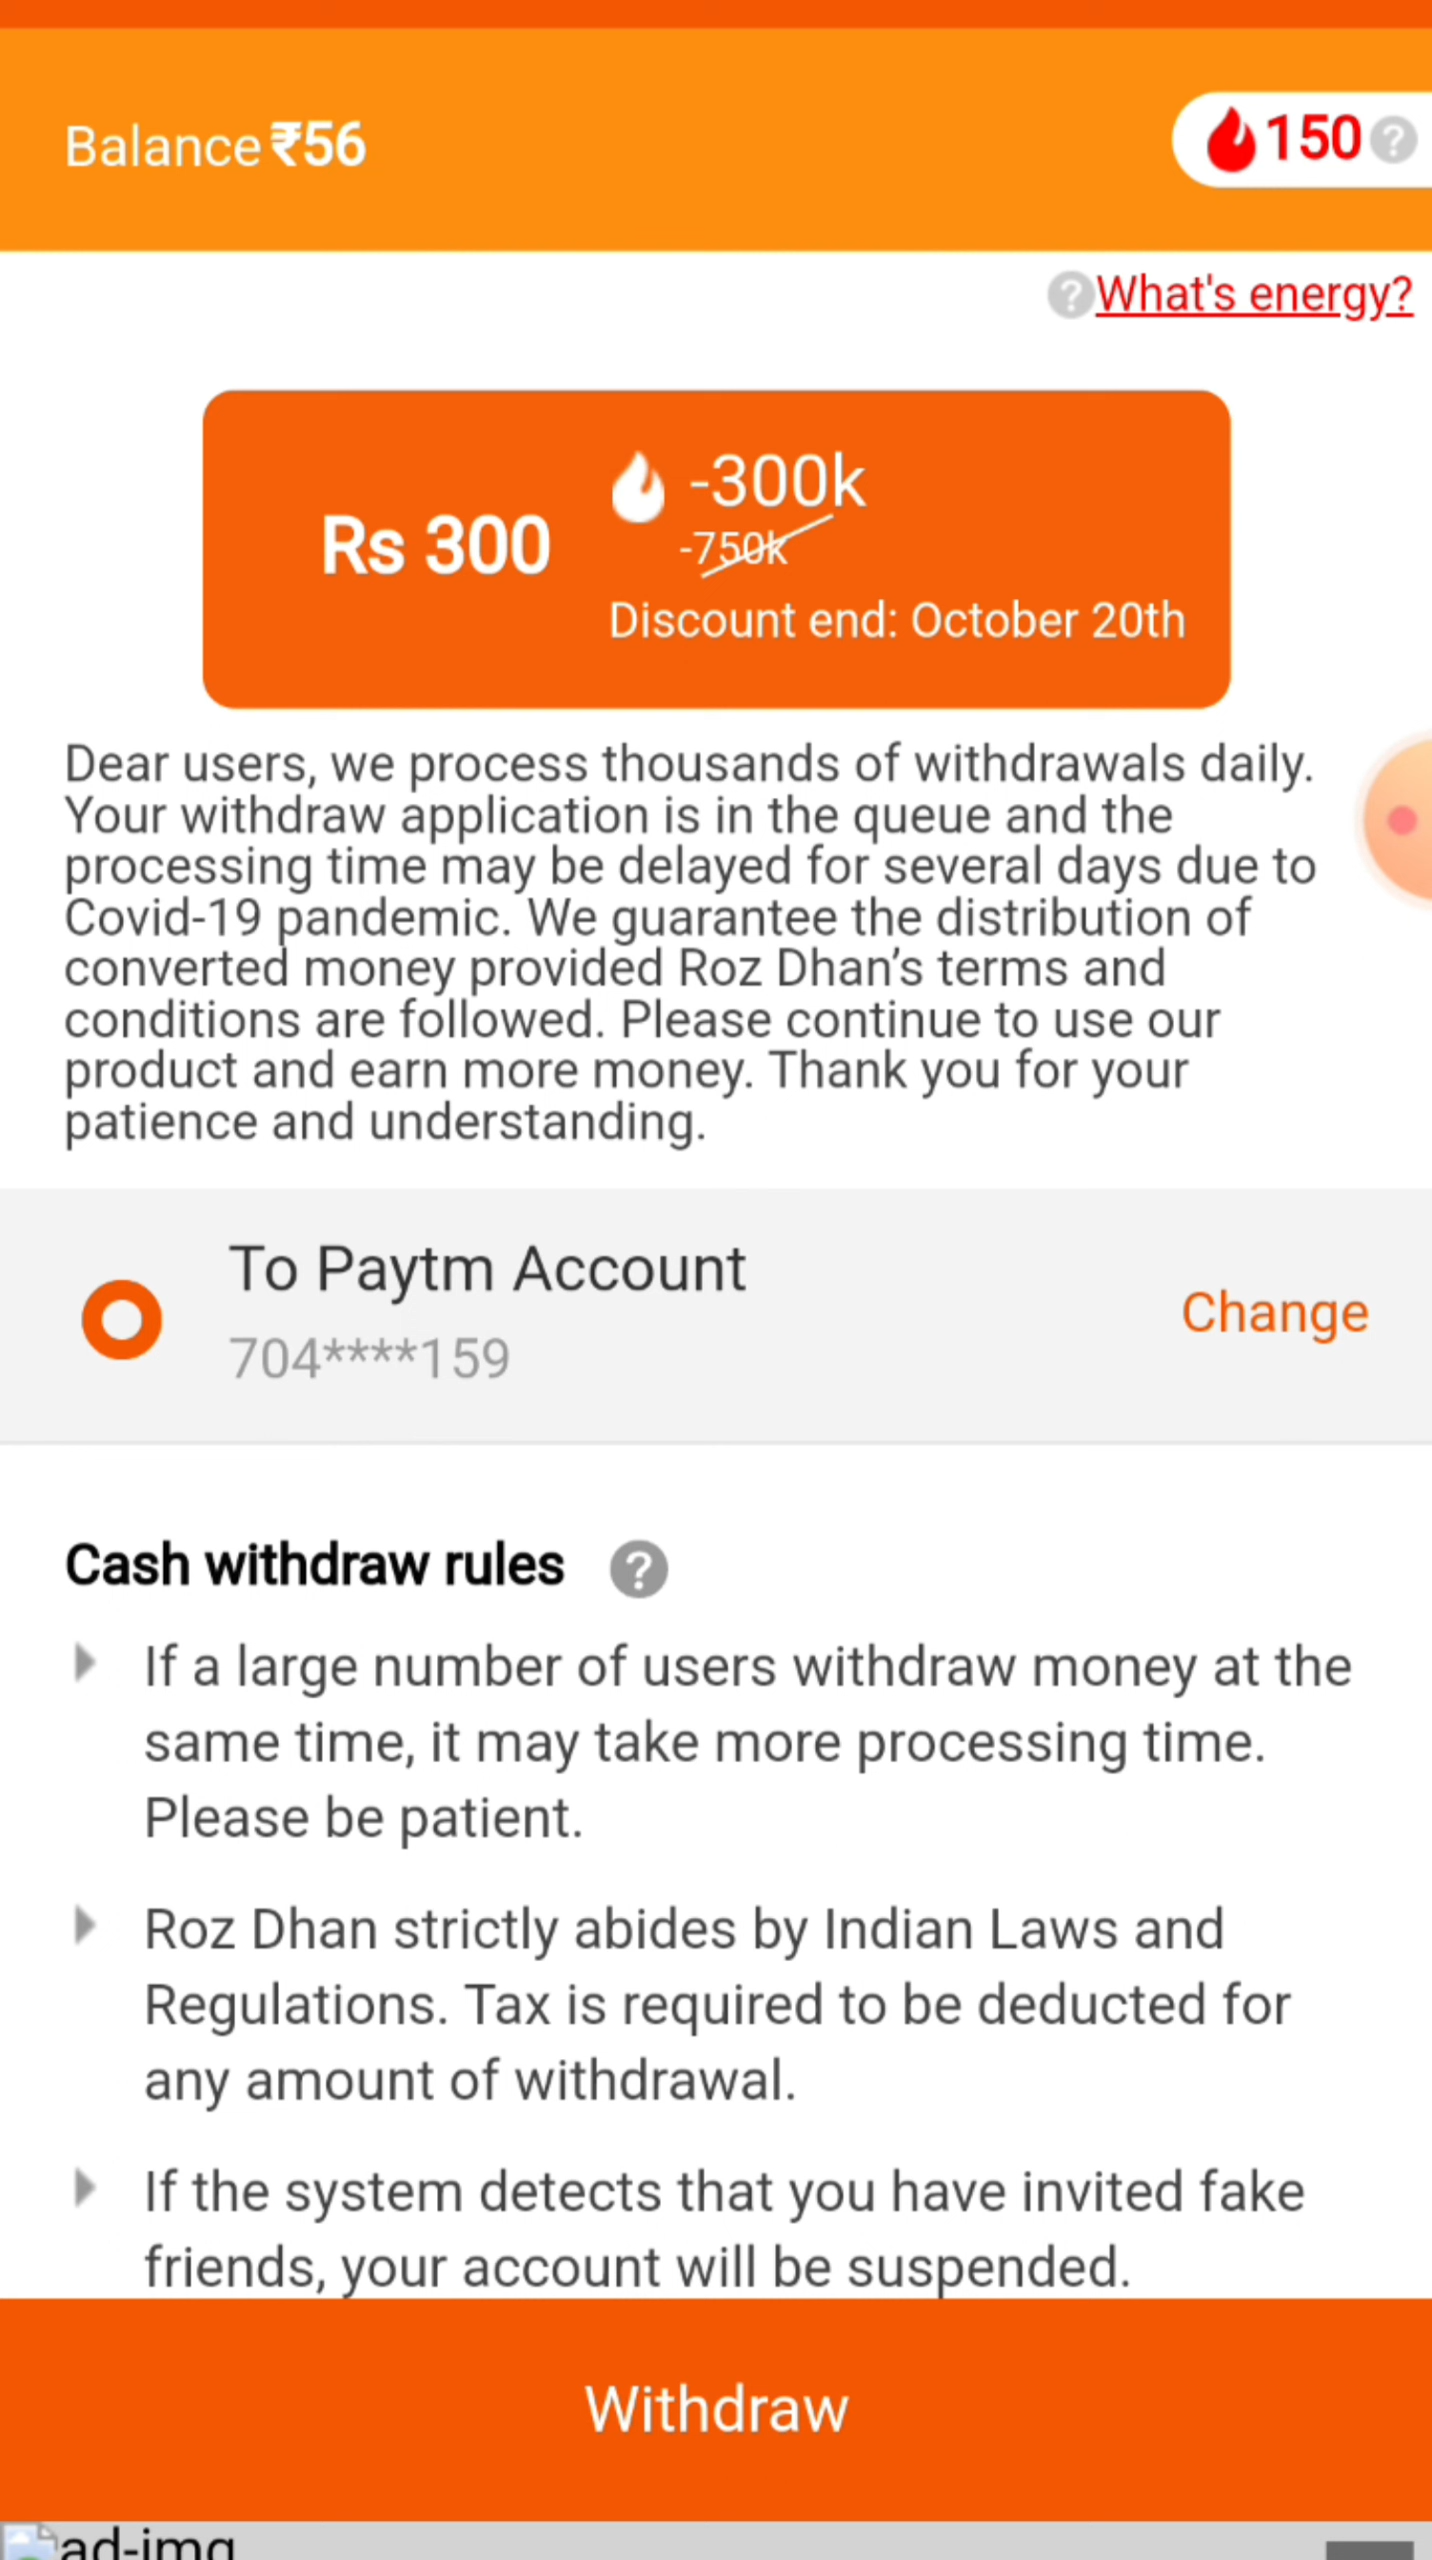 Balance ₹56
150 ?
? What's energy?
-300k
Rs 300
-750k
Discount end: October 20th
Dear users, we process thousands of withdrawals daily.
Your withdraw application is in the queue and the
processing time may be delayed for several days due to
Covid-19 pandemic. We guarantee the distribution of
converted money provided Roz Dhan’s terms and
conditions are followed. Please continue to use our
product and earn more money. Thank you for your
patience and understanding.
To Paytm Account
704****159
Change
Cash withdraw rules ?
If a large number of users withdraw money at the
same time, it may take more processing time.
Please be patient.
Roz Dhan strictly abides by Indian Laws and
Regulations. Tax is required to be deducted for
any amount of withdrawal.
If the system detects that you have invited fake
friends, your account will be suspended.
Withdraw
ad-img